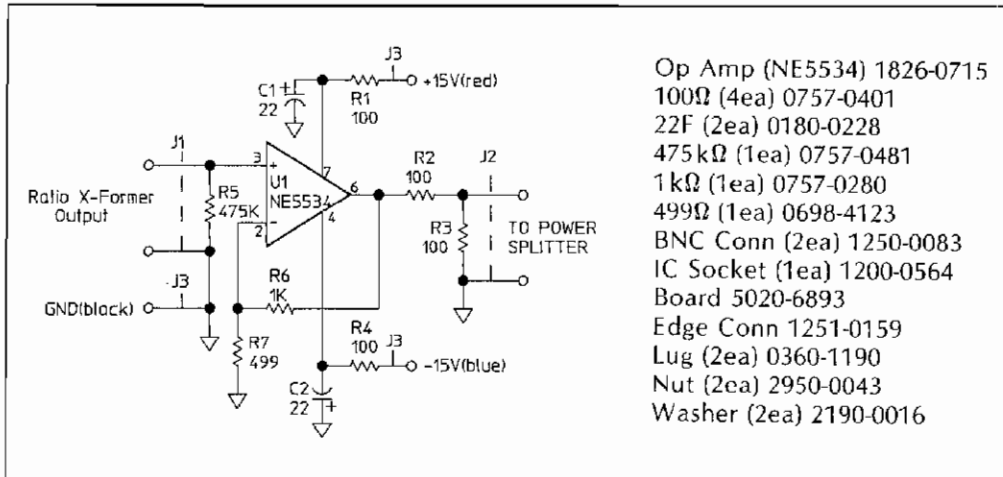 J3
+15V(red)
C1
+
22
R1
100
J1
3
+
7
R2
100
J2
U1
NE5534
6
Ratio X-Former
Output
R5
475K
4
-
2
R3
100
TO POWER
SPLITTER
J3
R6
1K
GND(black)
R4
100
J3
-15V(blue)
R7
499
C2
22
+
Op Amp (NE5534) 1826-0715
100Ω (4ea) 0757-0401
22F (2ea) 0180-0228
475kΩ (1ea) 0757-0481
1kΩ (1ea) 0757-0280
499Ω (1ea) 0698-4123
BNC Conn (2ea) 1250-0083
IC Socket (1ea) 1200-0564
Board 5020-6893
Edge Conn 1251-0159
Lug (2ea) 0360-1190
Nut (2ea) 2950-0043
Washer (2ea) 2190-0016